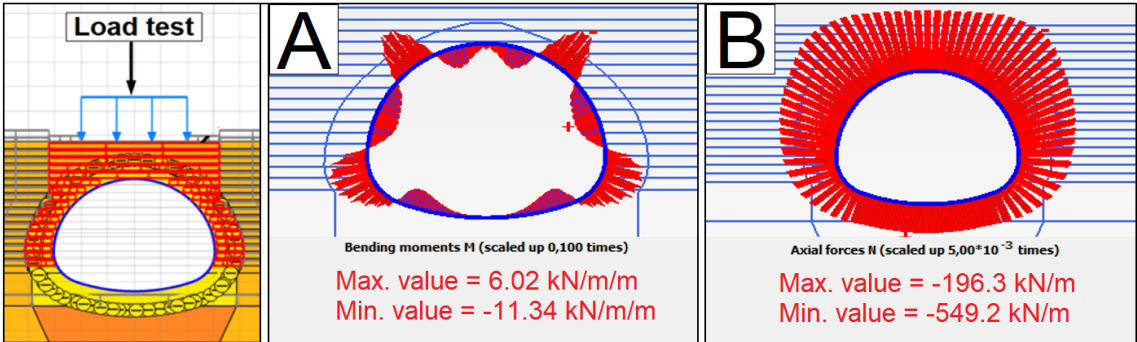 Load test
A
Bending moments M (scaled up 0,100 times)
Max. value = 6.02 kN/m/m
Min. value = -11.34 kN/m/m
B
Axial forces N (scaled up 5,00*10 -3 times)
Max. value = -196.3 kN/m
Min. value = -549.2 kN/m